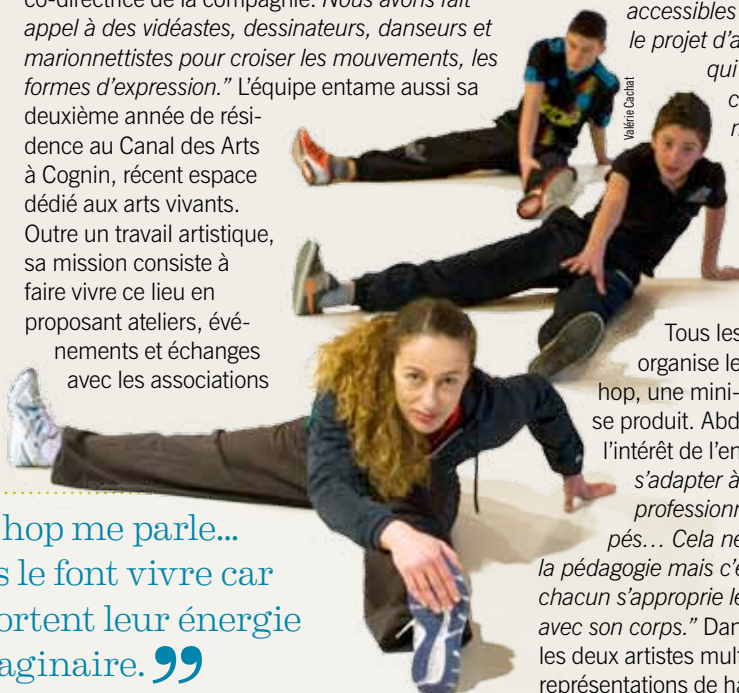 co-directrice de la compagnie. Nous avons fait
appel à des vidéastes, dessinateurs, danseurs et
marionnettistes pour croiser les mouvements, les
formes d’expression.” L’équipe entame aussi sa
deuxième année de rési-
dence au Canal des Arts
à Cognin, récent espace
dédié aux arts vivants.
Outre un travail artistique,
sa mission consiste à
faire vivre ce lieu en
proposant ateliers, évé-
nements et échanges
avec les associations
hop me parle...
s le font vivre car
ortent leur énergie
aginaire. ”
Valérie Cachat
accessibles
le projet d’a
qui
c
n
Tous les
organise le
hop, une mini-
se produit. Abd
l’intérêt de l’en
s’adapter à
professionn
pés… Cela ne
la pédagogie mais c’e
chacun s’approprie le
avec son corps.” Dan
les deux artistes mult
représentations de ha